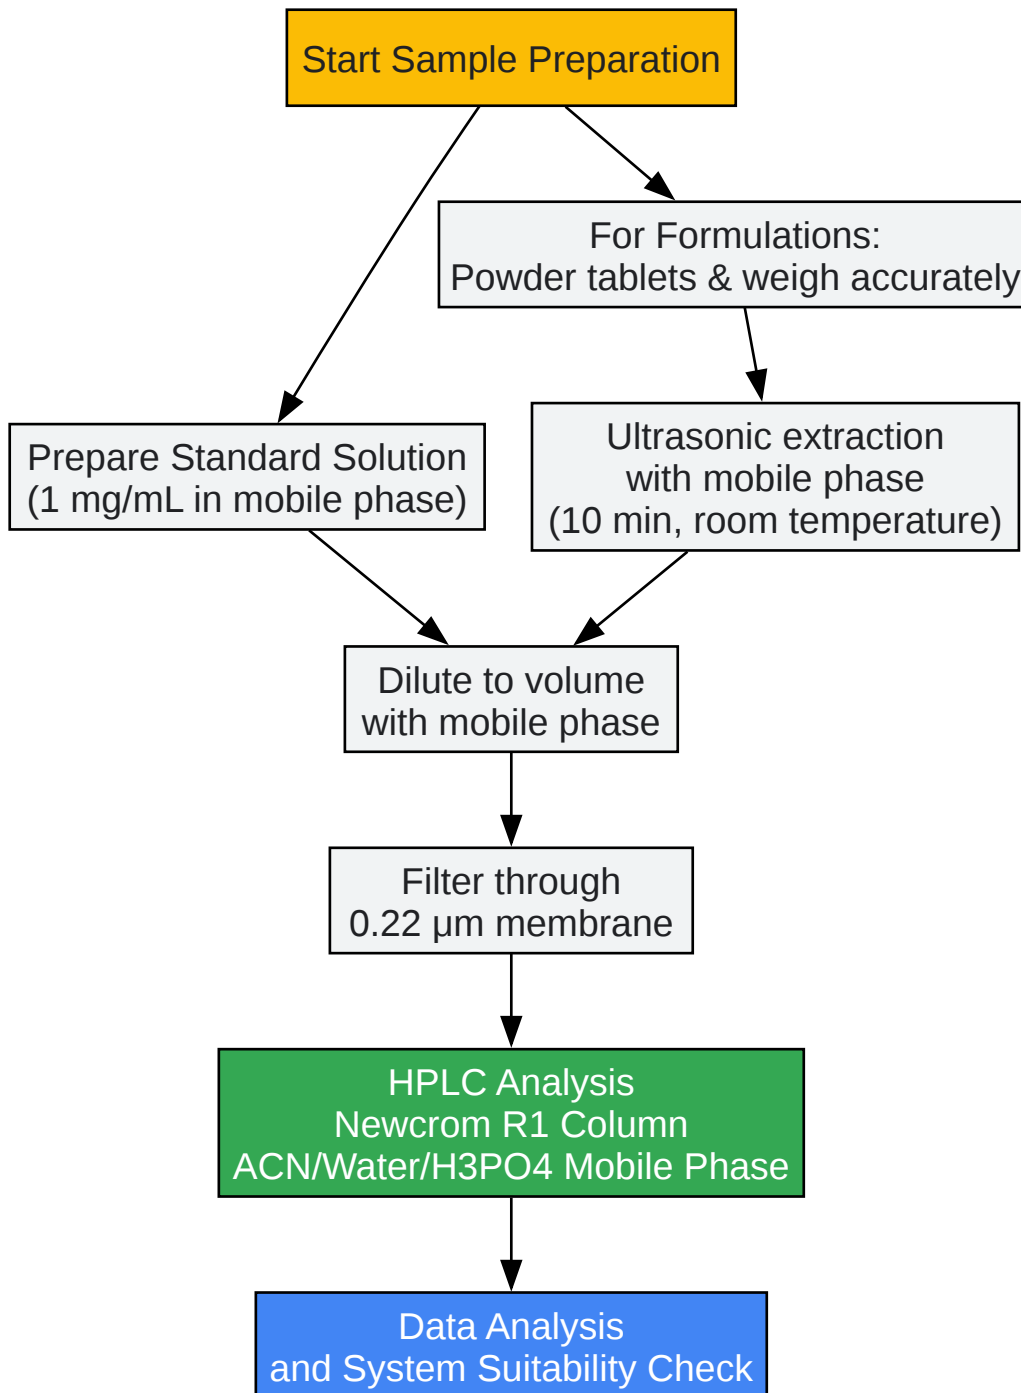 Start Sample Preparation
For Formulations:
Powder tablets & weigh accurately
Prepare Standard Solution
(1 mg/mL in mobile phase)
Ultrasonic extraction
with mobile phase
(10 min, room temperature)
Dilute to volume
with mobile phase
Filter through
0.22 μm membrane
HPLC Analysis
Newcrom R1 Column
ACN/Water/H3PO4 Mobile Phase
Data Analysis
and System Suitability Check